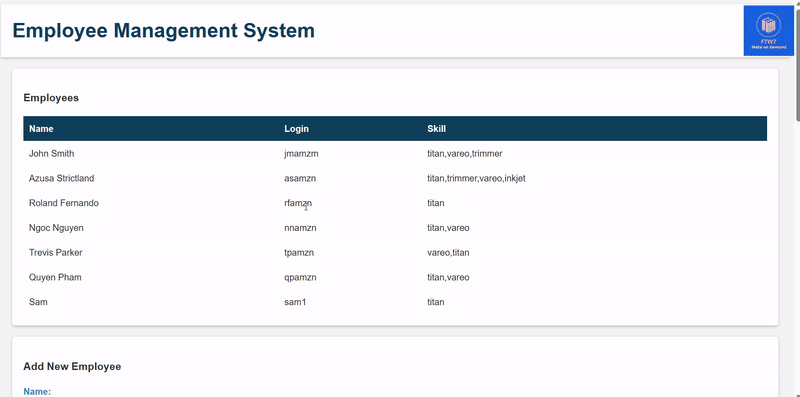 Employee Management System
FTW7
Make on demand
Employees
Name Login Skill
John Smith jmamzm titan,vareo,trimmer
Azusa Strictland asamzn titan,trimmer,vareo,inkjet
Roland Fernando rfamzn titan
Ngoc Nguyen nnamzn titan,vareo
Trevis Parker tpamzn vareo,titan
Quyen Pham qpamzn titan,vareo
Sam sam1 titan
Add New Employee
Name: